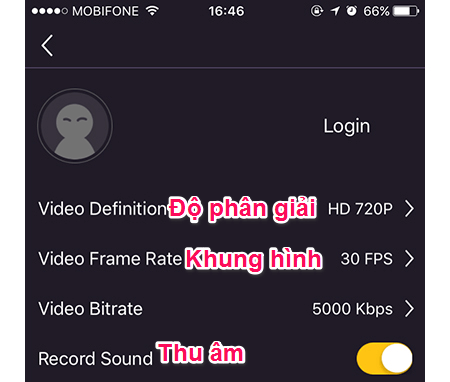 MOBIFONE 16:46 66%
Login
Video Definition Độ phân giải HD 720P
Video Frame Rate Khung hình 30 FPS
Video Bitrate 5000 Kbps
Record Sound Thu âm